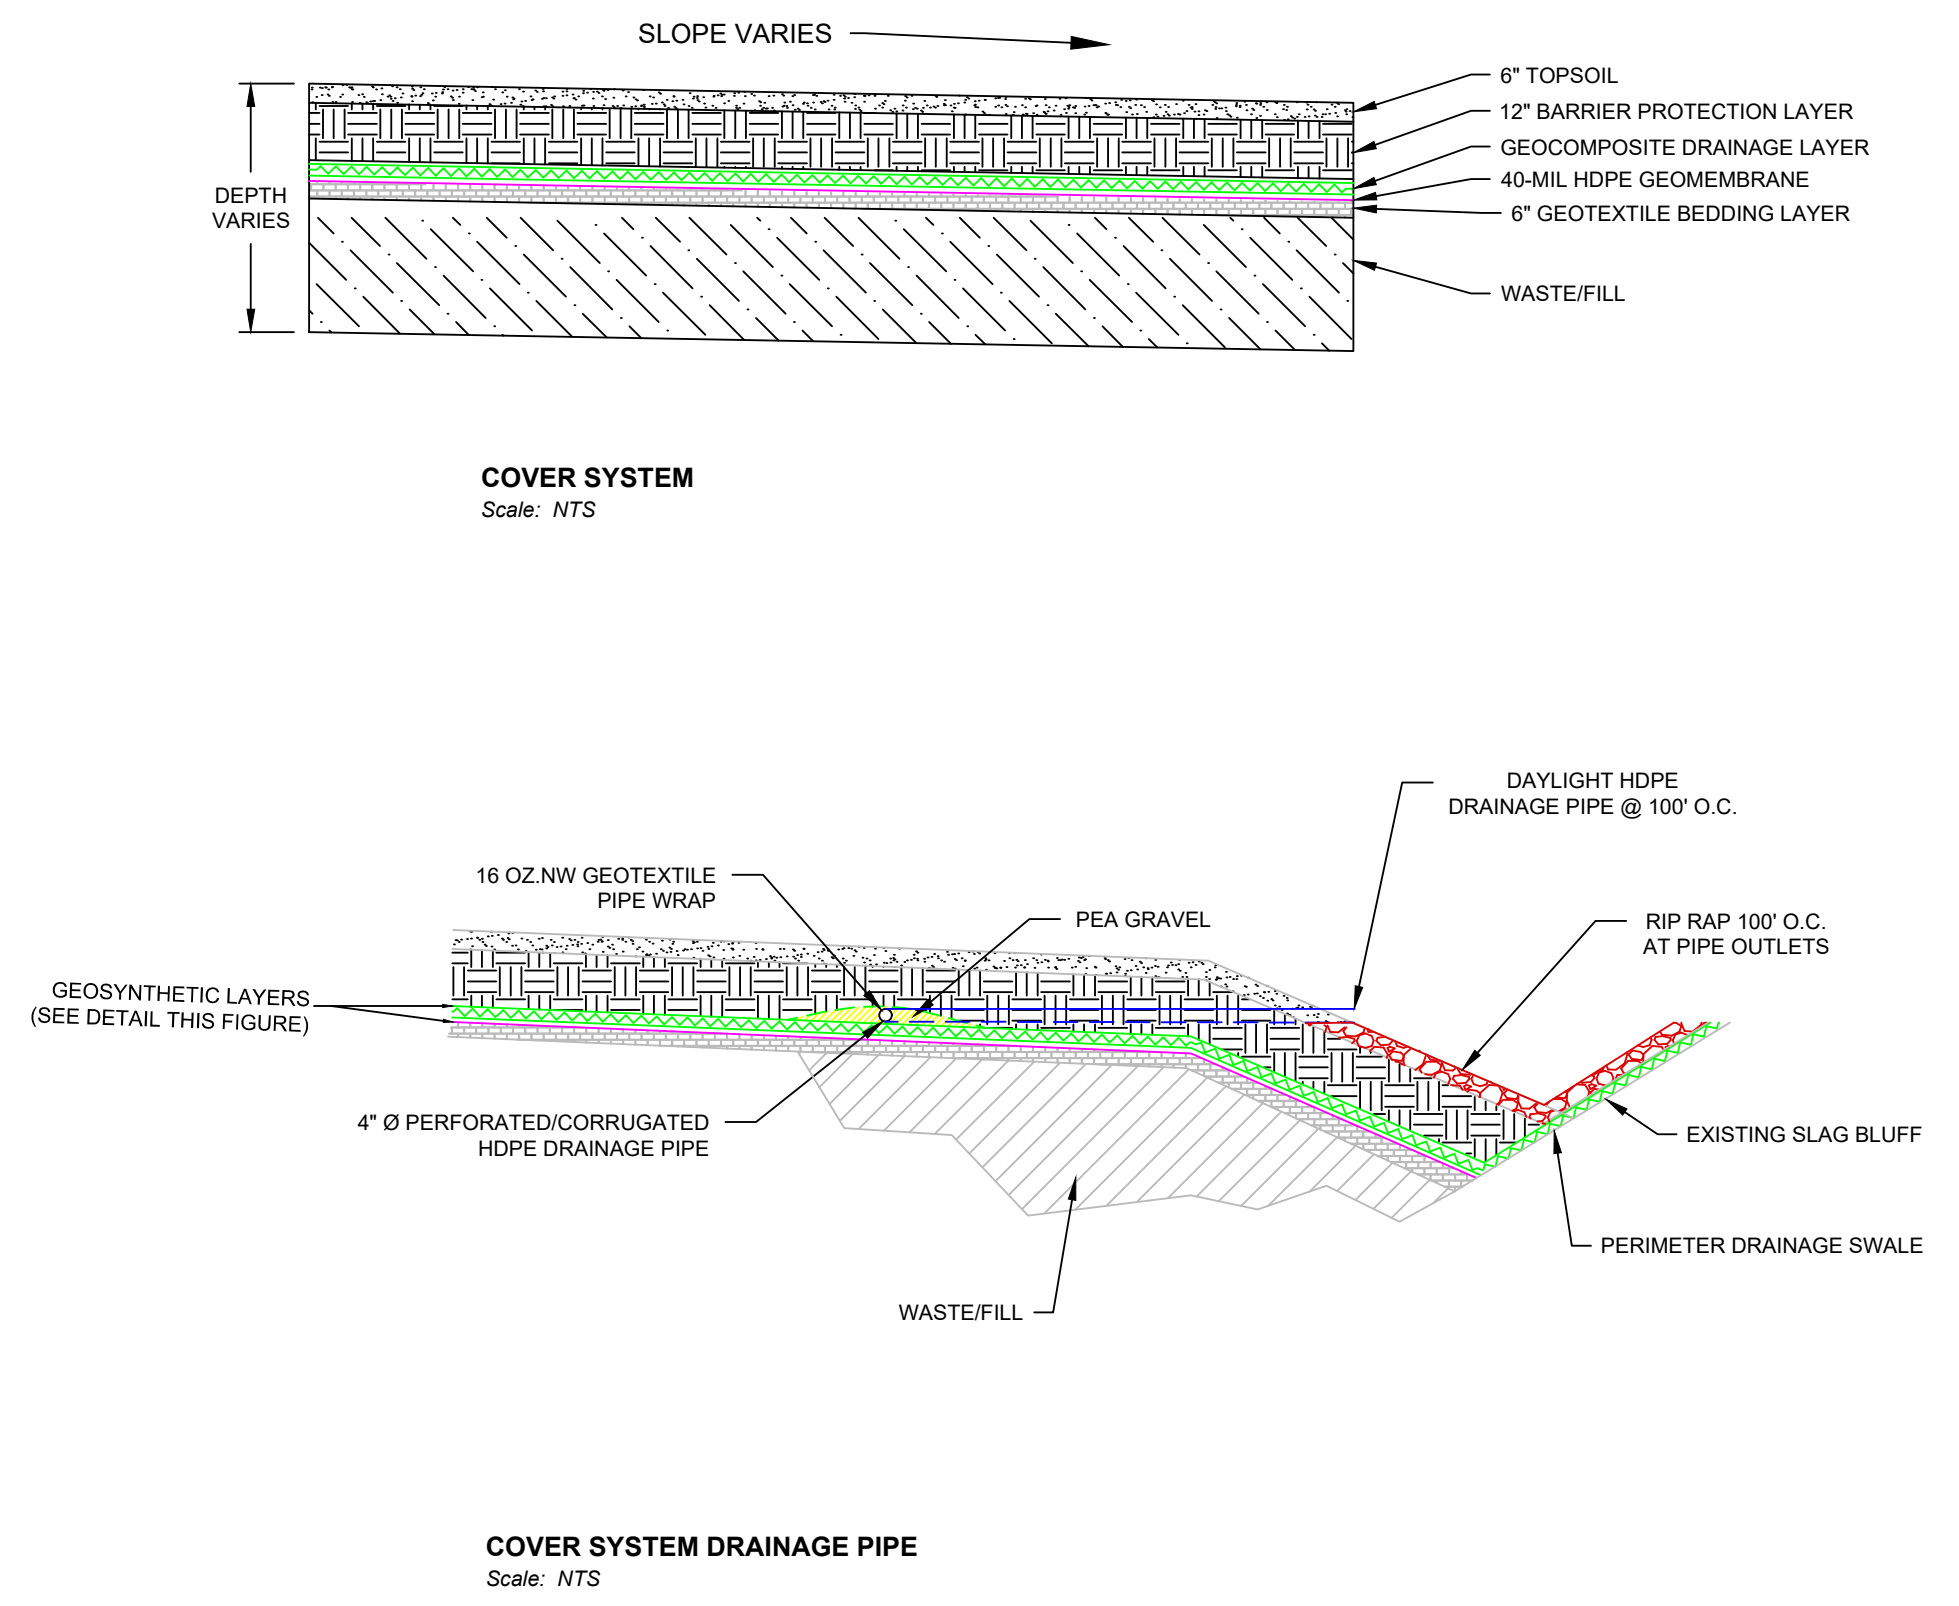 SLOPE VARIES
6" TOPSOIL
12" BARRIER PROTECTION LAYER
GEOCOMPOSITE DRAINAGE LAYER
40-MIL HDPE GEOMEMBRANE
6" GEOTEXTILE BEDDING LAYER
DEPTH
VARIES
WASTE/FILL
COVER SYSTEM
Scale: NTS
DAYLIGHT HDPE
DRAINAGE PIPE @ 100' O.C.
16 OZ.NW GEOTEXTILE
PIPE WRAP
PEA GRAVEL
RIP RAP 100' O.C.
AT PIPE OUTLETS
GEOSYNTHETIC LAYERS
(SEE DETAIL THIS FIGURE)
4" Ø PERFORATED/CORRUGATED
HDPE DRAINAGE PIPE
EXISTING SLAG BLUFF
PERIMETER DRAINAGE SWALE
WASTE/FILL
COVER SYSTEM DRAINAGE PIPE
Scale: NTS